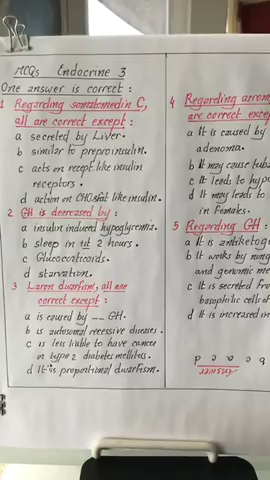 MCQs Endocrine 3
One answer is correct :
1 Regarding somatomedin C,
all are correct except :
a secreted by Liver.
b similar to preproinsulin.
c acts on recept. like insulin
receptors.
d action on CHO & fat like insulin.
2 GH is decreased by :
a insulin induced hypoglycemia.
b sleep in 1st 2 hours.
c Glucocorticords.
d starvation.
3 Laron dwarfism, all are
correct except :
a is caused by __ GH.
b is autosomal recessive disease.
c is less liable to have cancer
or type 2 diabetes mellitus.
d It is proportional dwarfism.
4 Regarding
are correct
a It is caused by
adenoma.
b It may cause
c It leads to
d It may leads to
in Females.
5 Regarding GH
a It is
b It works by
and genomic
c It is secreted
basophilic cells of
d It is increased in
answer
d c a c b